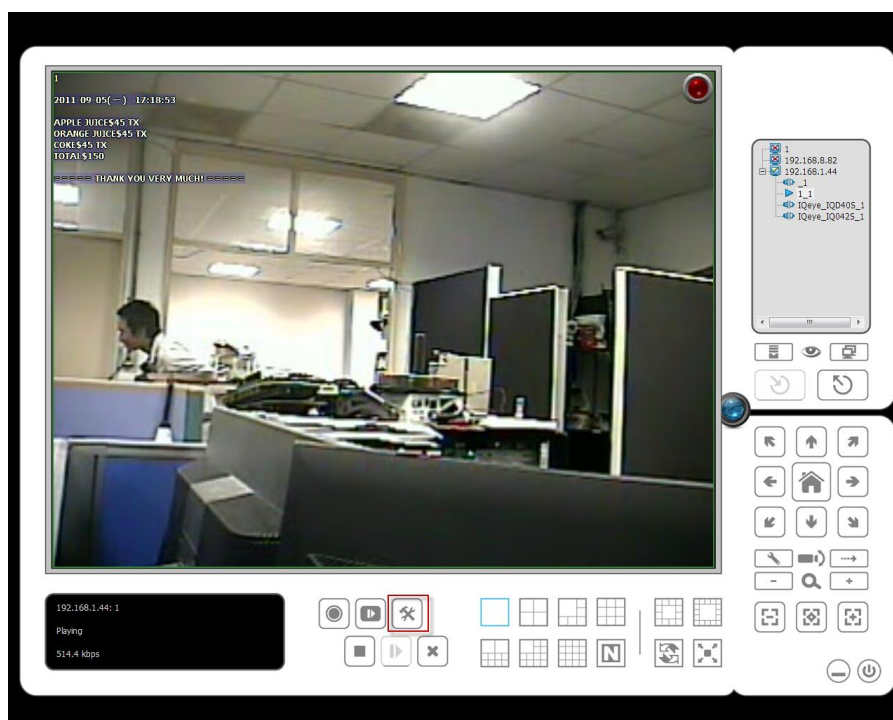 1
2011-09-05(一) 17:18:53
APPLE JUICE$45 TX
ORANGE JUICE$45 TX
COKE$45 TX
TOTAL$150
===== THANK YOU VERY MUCH! =====
1
192.168.8.82
192.168.1.44
_1
1_1
IQeye_IQD40S_1
IQeye_IQ042S_1
192.168.1.44: 1
Playing
514.4 kbps
N